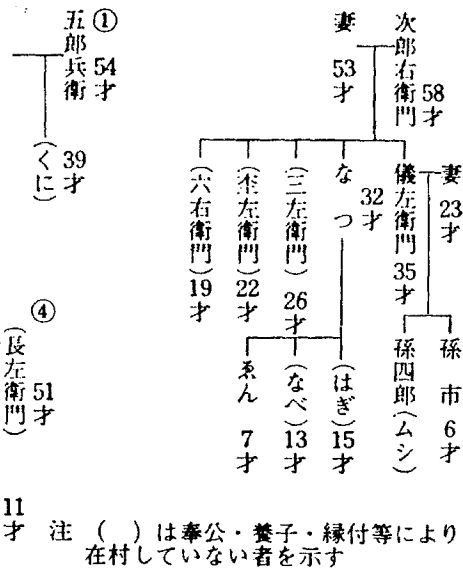 次郎右衛門 58才
妻 53才
妻 23才
儀左衛門 35才
な つ 32才
(三左衛門) 26才
(圶左衛門) 22才
(六右衛門) 19才
孫 市 6才
孫四郎(ムシ)
(はぎ) 15才
(なべ) 13才
ゑん 7才
① 五郎兵衛 54才
(くに) 39才
④ (長左衛門) 51才
11才
注 ( )は奉公・養子・縁付等により
在村していない者を示す